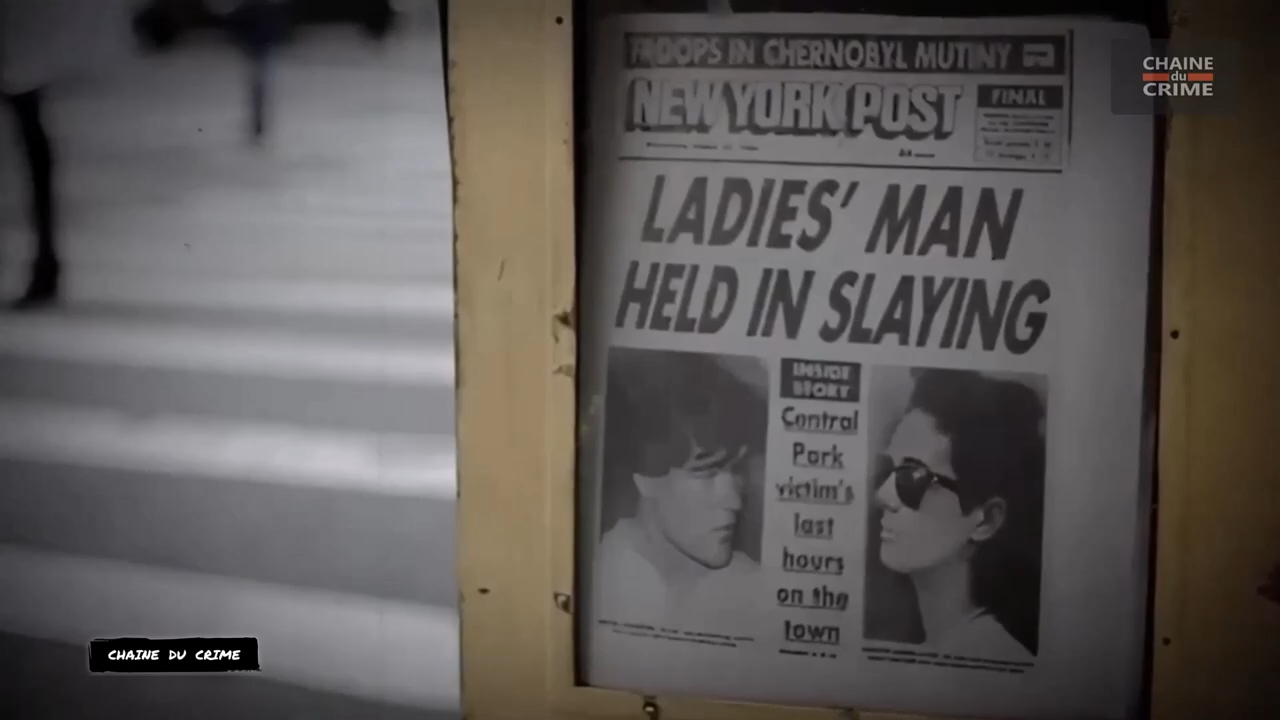 TROOPS IN CHERNOBYL MUTINY
NEW YORK POST
FINAL
LADIES' MAN
HELD IN SLAYING
INSIDE
STORY
Central
Park
victim's
last
hours
on the
town
CHAINE
du
CRIME
CHAINE DU CRIME